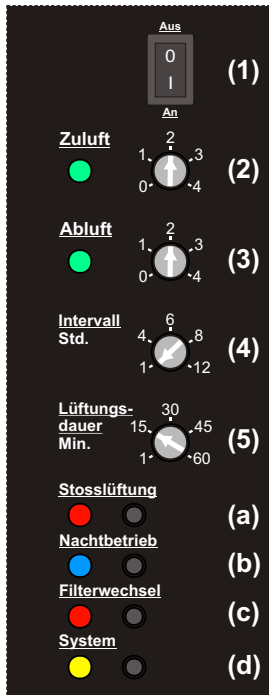 Aus
0
I
An
(1)
Zuluft
0 1 2 3 4
(2)
Abluft
0 1 2 3 4
(3)
Intervall
Std.
1 4 6 8 12
(4)
Lüftungs-
dauer
Min.
1 15 30 45 60
(5)
Stosslüftung
(a)
Nachtbetrieb
(b)
Filterwechsel
(c)
System
(d)